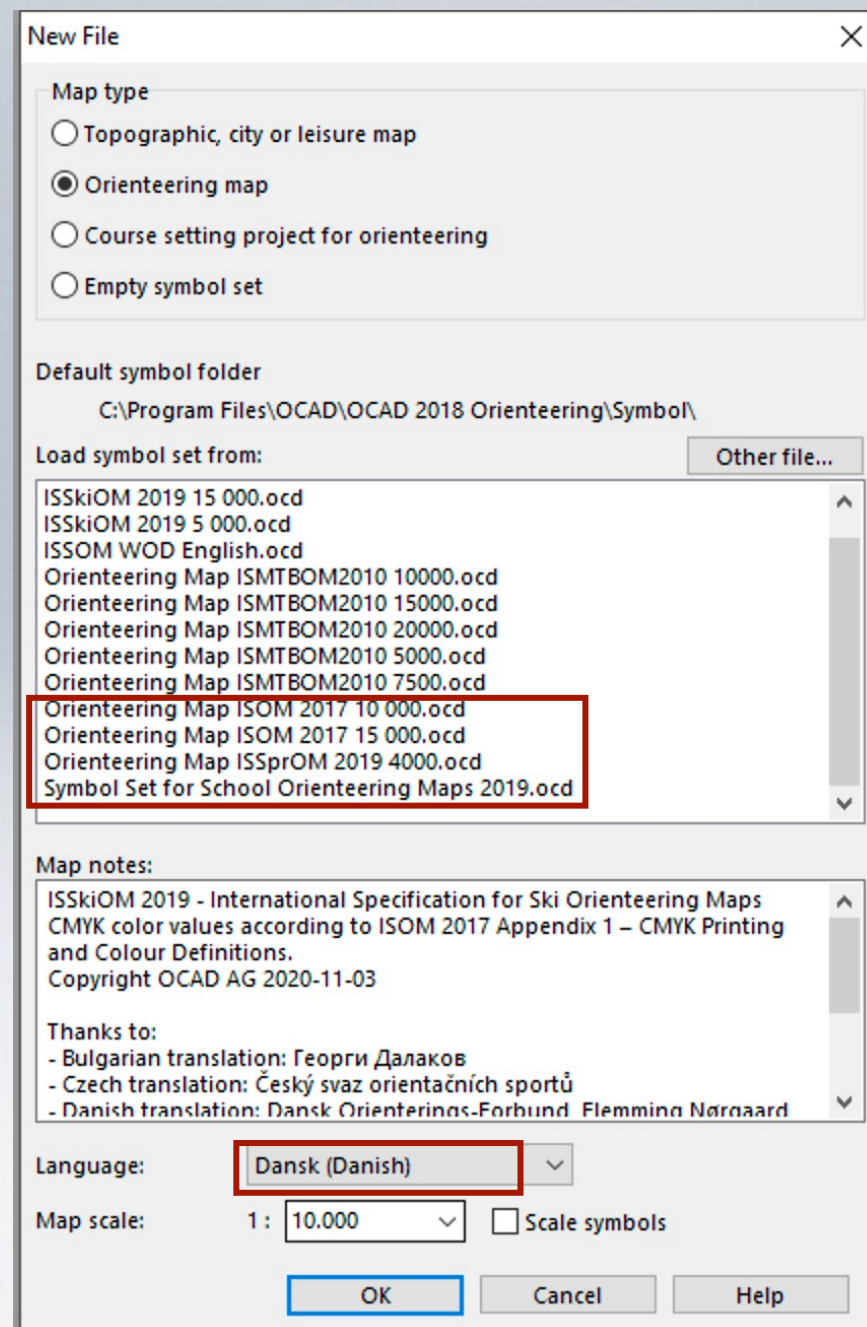 New File
Map type
Topographic, city or leisure map
Orienteering map
Course setting project for orienteering
Empty symbol set
Default symbol folder
C:\Program Files\OCAD\OCAD 2018 Orienteering\Symbol\
Load symbol set from:
Other file...
ISSkiOM 2019 15 000.ocd
ISSkiOM 2019 5 000.ocd
ISSOM WOD English.ocd
Orienteering Map ISMTBOM2010 10000.ocd
Orienteering Map ISMTBOM2010 15000.ocd
Orienteering Map ISMTBOM2010 20000.ocd
Orienteering Map ISMTBOM2010 5000.ocd
Orienteering Map ISMTBOM2010 7500.ocd
Orienteering Map ISOM 2017 10 000.ocd
Orienteering Map ISOM 2017 15 000.ocd
Orienteering Map ISSprOM 2019 4000.ocd
Symbol Set for School Orienteering Maps 2019.ocd
Map notes:
ISSkiOM 2019 - International Specification for Ski Orienteering Maps
CMYK color values according to ISOM 2017 Appendix 1 – CMYK Printing
and Colour Definitions.
Copyright OCAD AG 2020-11-03
Thanks to:
- Bulgarian translation: Георги Далаков
- Czech translation: Český svaz orientačních sportů
- Danish translation: Dansk Orienterings-Forbund, Flemming Nørgaard
Language: Dansk (Danish)
Map scale: 1 : 10.000 Scale symbols
OK Cancel Help